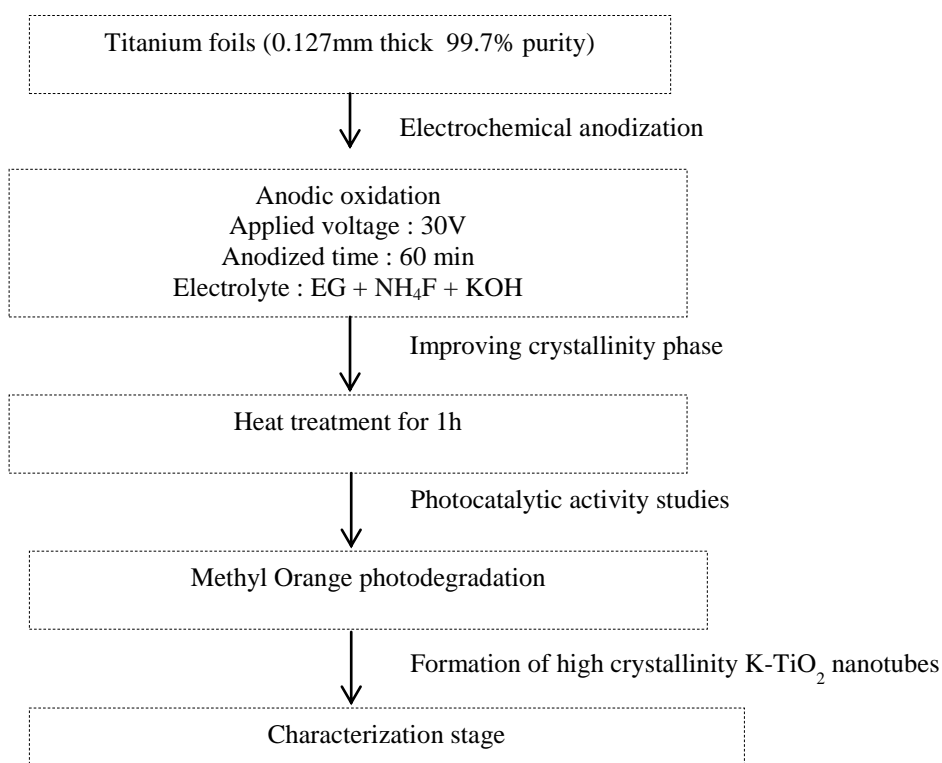 Titanium foils (0.127mm thick  99.7% purity)
Electrochemical anodization
Anodic oxidation
Applied voltage : 30V
Anodized time : 60 min
Electrolyte : EG + NH₄F + KOH
Improving crystallinity phase
Heat treatment for 1h
Photocatalytic activity studies
Methyl Orange photodegradation
Formation of high crystallinity K-TiO₂ nanotubes
Characterization stage